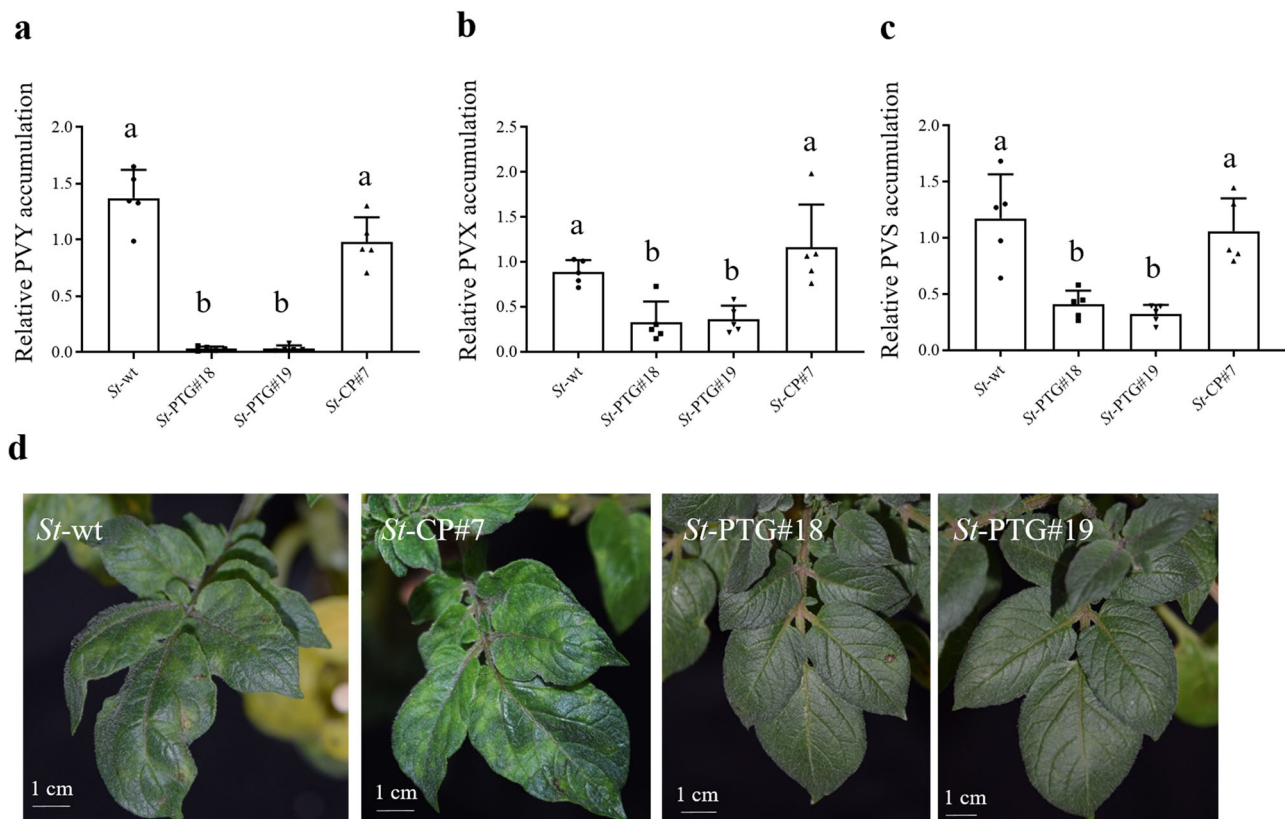 a
Relative PVY accumulation
2.0
1.5
1.0
0.5
0.0
a
b
b
a
St-wt
St-PTG#18
St-PTG#19
St-CP#7
b
Relative PVX accumulation
2.5
2.0
1.5
1.0
0.5
0.0
a
b
b
a
St-wt
St-PTG#18
St-PTG#19
St-CP#7
c
Relative PVS accumulation
2.0
1.5
1.0
0.5
0.0
a
b
b
a
St-wt
St-PTG#18
St-PTG#19
St-CP#7
d
St-wt
1 cm
St-CP#7
1 cm
St-PTG#18
1 cm
St-PTG#19
1 cm